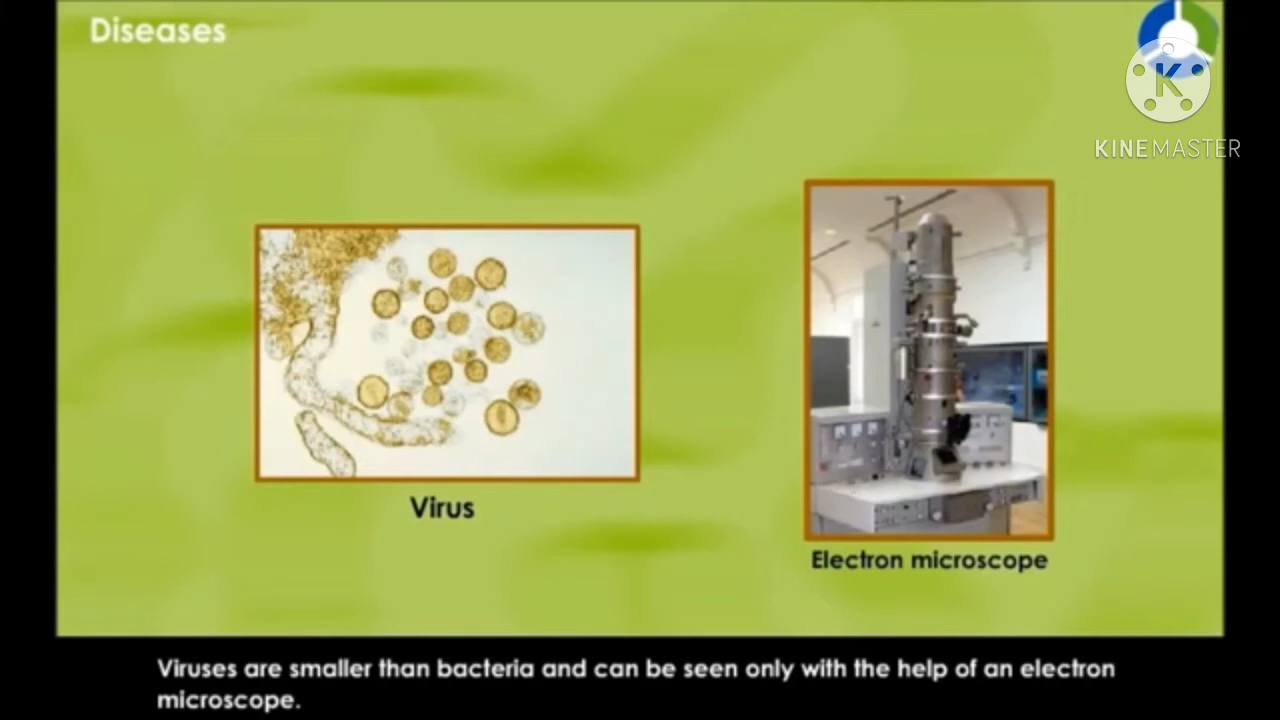 Diseases
K
KINEMASTER
Virus
Electron microscope
Viruses are smaller than bacteria and can be seen only with the help of an electron
microscope.